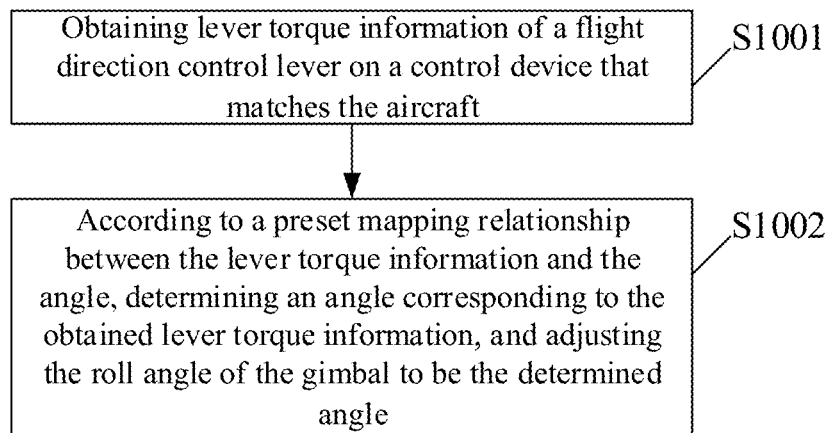 Obtaining lever torque information of a flight
direction control lever on a control device that
matches the aircraft
S1001
According to a preset mapping relationship
between the lever torque information and the
angle, determining an angle corresponding to the
obtained lever torque information, and adjusting
the roll angle of the gimbal to be the determined
angle
S1002